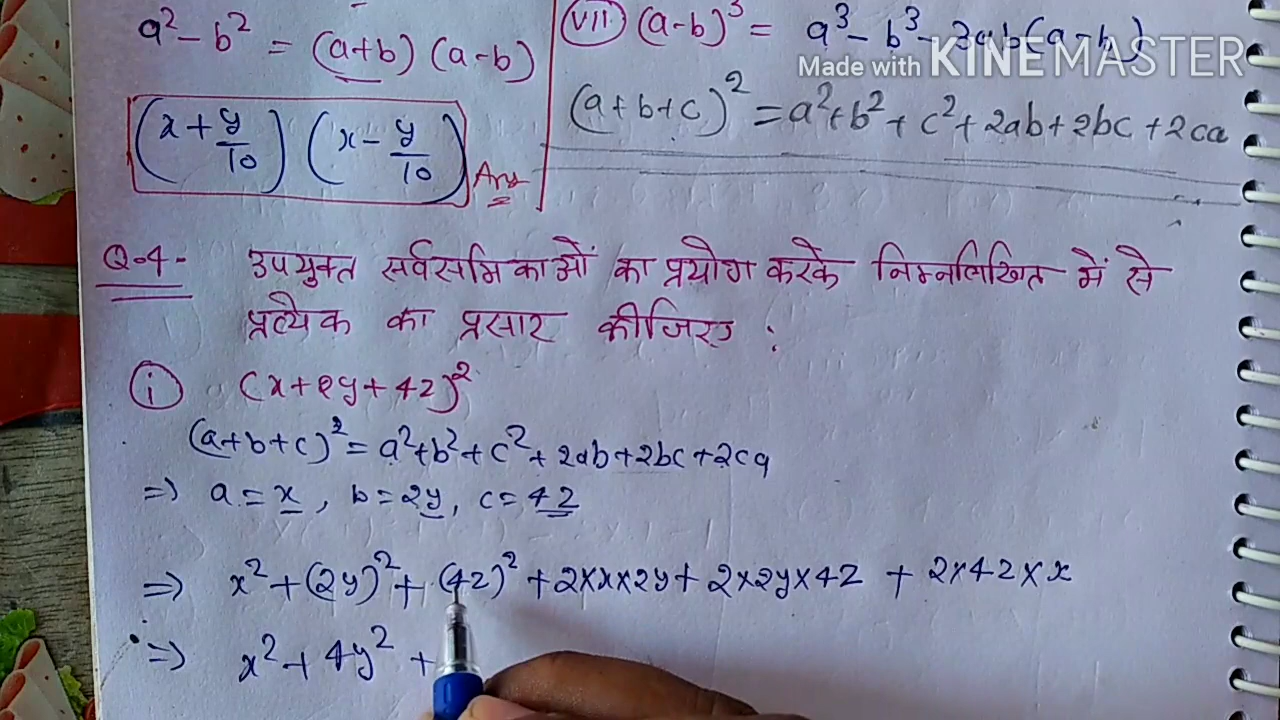 a² - b² = (a+b) (a-b)
(x + y/10) (x - y/10) Ans
(VII) (a-b)³ = a³ - b³ - 3ab(a-b)
Made with KINEMASTER
(a+b+c)² = a² + b² + c² + 2ab + 2bc + 2ca
Q-4- उपयुक्त सर्वसमिकाओं का प्रयोग करके निम्नलिखित में से
प्रत्येक का प्रसार कीजिए :
(i) (x+2y+4z)²
(a+b+c)² = a²+b²+c²+2ab+2bc+2ca
=> a = x, b = 2y, c = 4z
=> x² + (2y)² + (4z)² + 2×x×2y + 2×2y×4z + 2×4z×x
=> x² + 4y² +